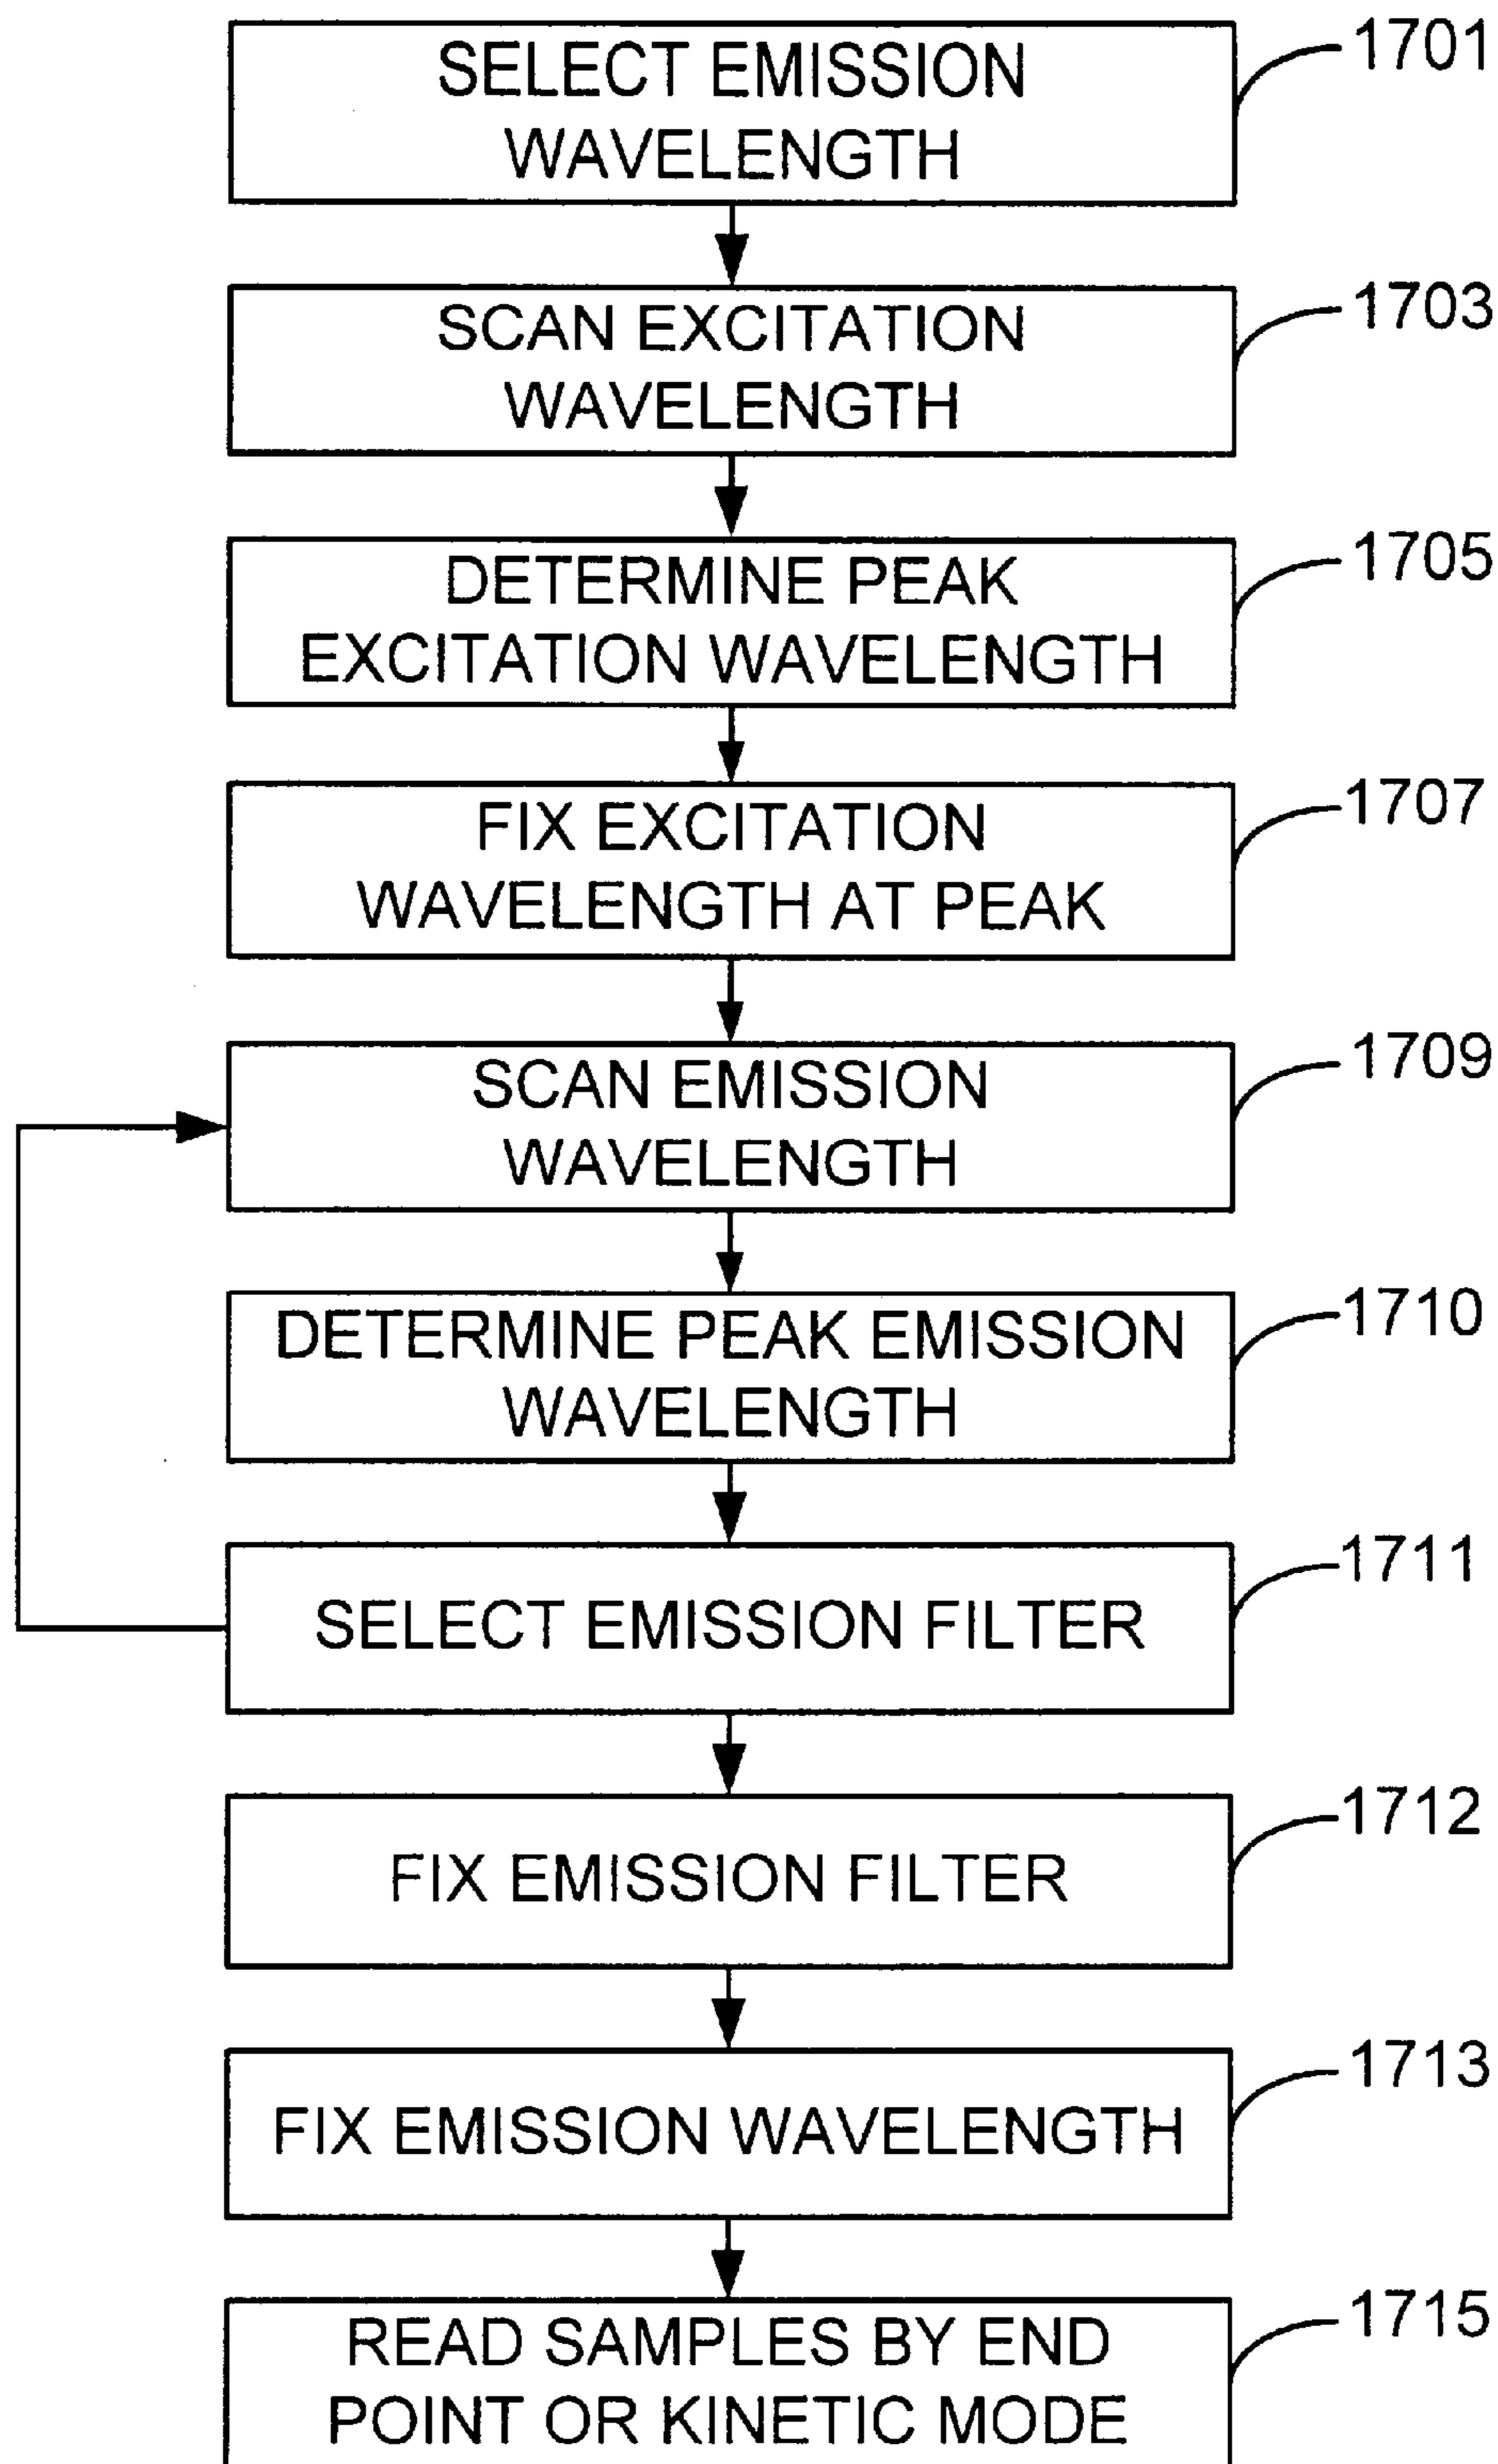 SELECT EMISSION
WAVELENGTH
1701
SCAN EXCITATION
WAVELENGTH
1703
DETERMINE PEAK
EXCITATION WAVELENGTH
1705
FIX EXCITATION
WAVELENGTH AT PEAK
1707
SCAN EMISSION
WAVELENGTH
1709
DETERMINE PEAK EMISSION
WAVELENGTH
1710
SELECT EMISSION FILTER
1711
FIX EMISSION FILTER
1712
FIX EMISSION WAVELENGTH
1713
READ SAMPLES BY END
POINT OR KINETIC MODE
1715